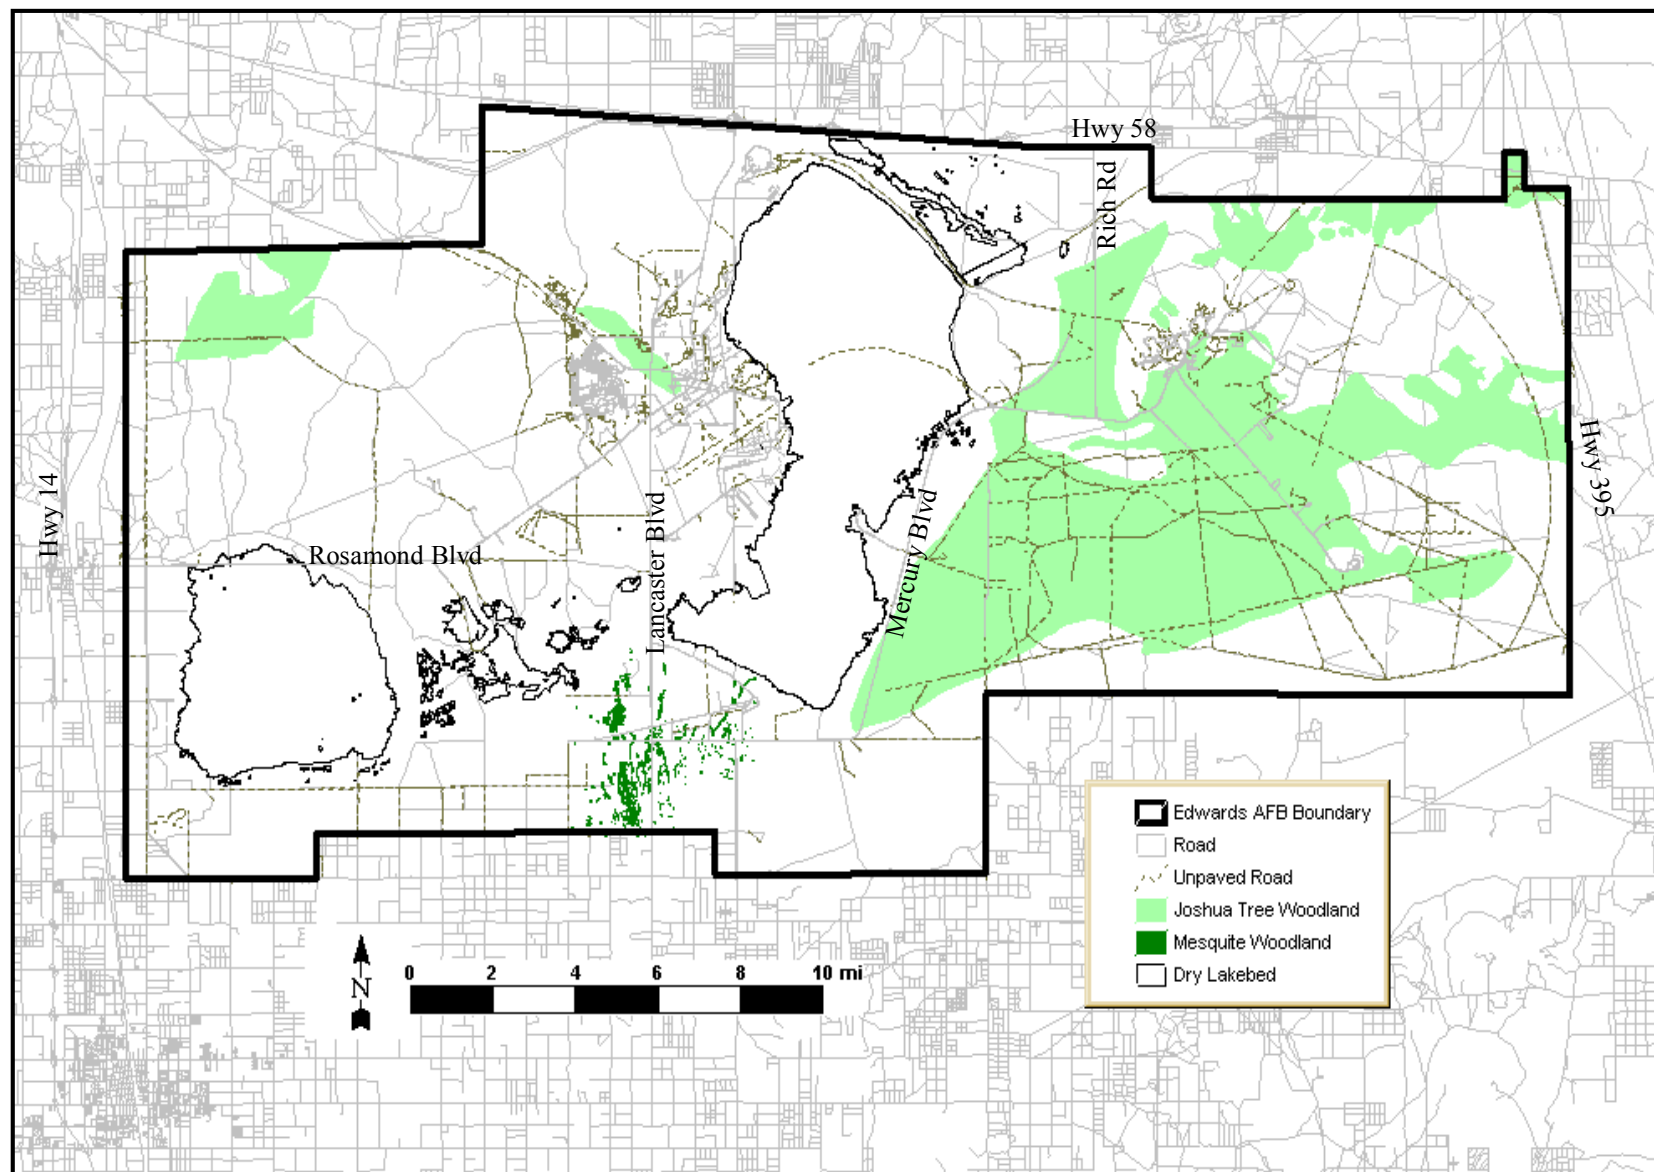 Hwy 58
Rich Rd
Hwy 14
Hwy 395
Rosamond Blvd
Lancaster Blvd
Mercury Blvd
Edwards AFB Boundary
Road
Unpaved Road
Joshua Tree Woodland
Mesquite Woodland
Dry Lakebed
N
0 2 4 6 8 10 mi